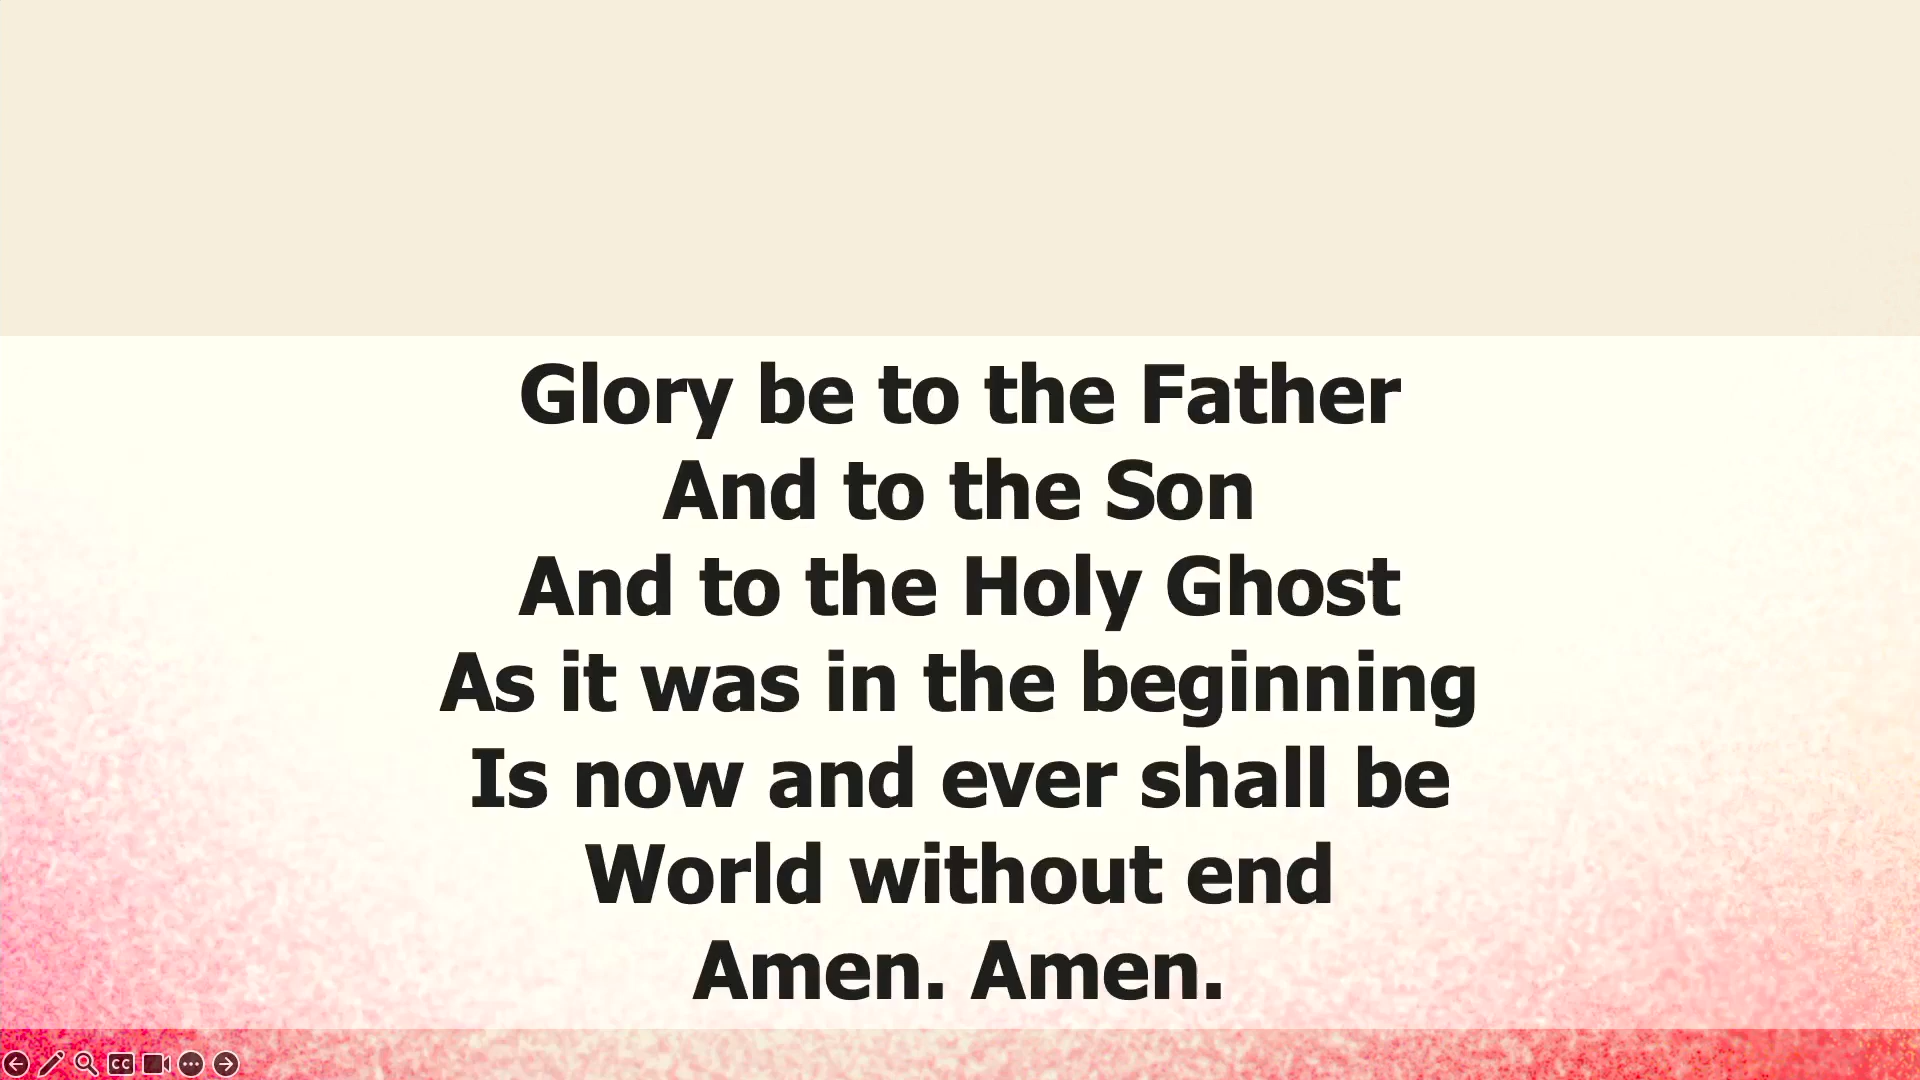 Glory be to the Father
And to the Son
And to the Holy Ghost
As it was in the beginning
Is now and ever shall be
World without end
Amen. Amen.
CC